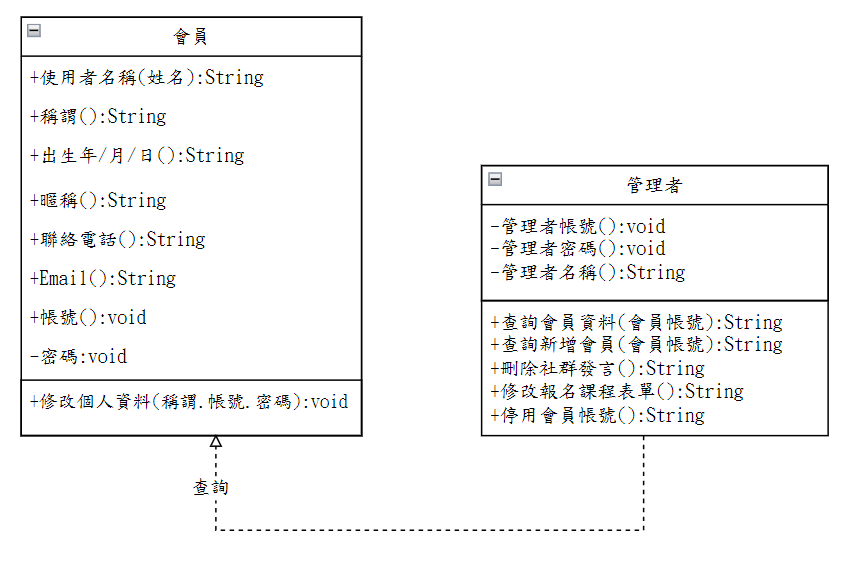 會員
+使用者名稱(姓名):String
+稱謂():String
+出生年/月/日():String
+暱稱():String
+聯絡電話():String
+Email():String
+帳號():void
-密碼:void
+修改個人資料(稱謂.帳號.密碼):void
管理者
-管理者帳號():void
-管理者密碼():void
-管理者名稱():String
+查詢會員資料(會員帳號):String
+查詢新增會員(會員帳號):String
+刪除社群發言():String
+修改報名課程表單():String
+停用會員帳號():String
查詢